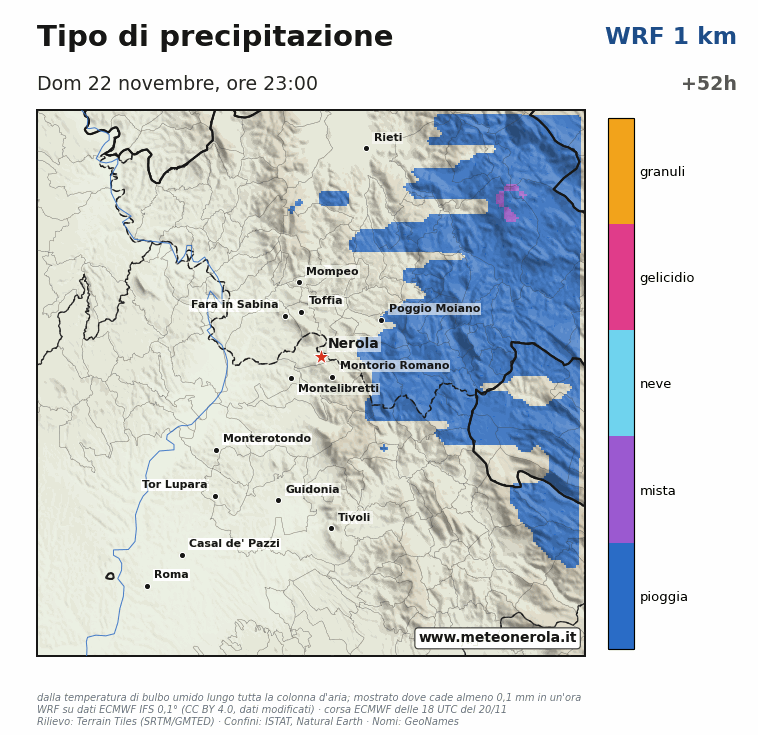 Tipo di precipitazione
WRF 1 km
Dom 22 novembre, ore 23:00
+52h
Rieti
Mompeo
Fara in Sabina
Toffia
Poggio Moiano
Nerola
Montorio Romano
Montelibretti
Monterotondo
Tor Lupara
Guidonia
Tivoli
Casal de' Pazzi
Roma
www.meteonerola.it
granuli
gelicidio
neve
mista
pioggia
dalla temperatura di bulbo umido lungo tutta la colonna d'aria; mostrato dove cade almeno 0,1 mm in un'ora
WRF su dati ECMWF IFS 0,1° (CC BY 4.0, dati modificati) · corsa ECMWF delle 18 UTC del 20/11
Rilievo: Terrain Tiles (SRTM/GMTED) · Confini: ISTAT, Natural Earth · Nomi: GeoNames